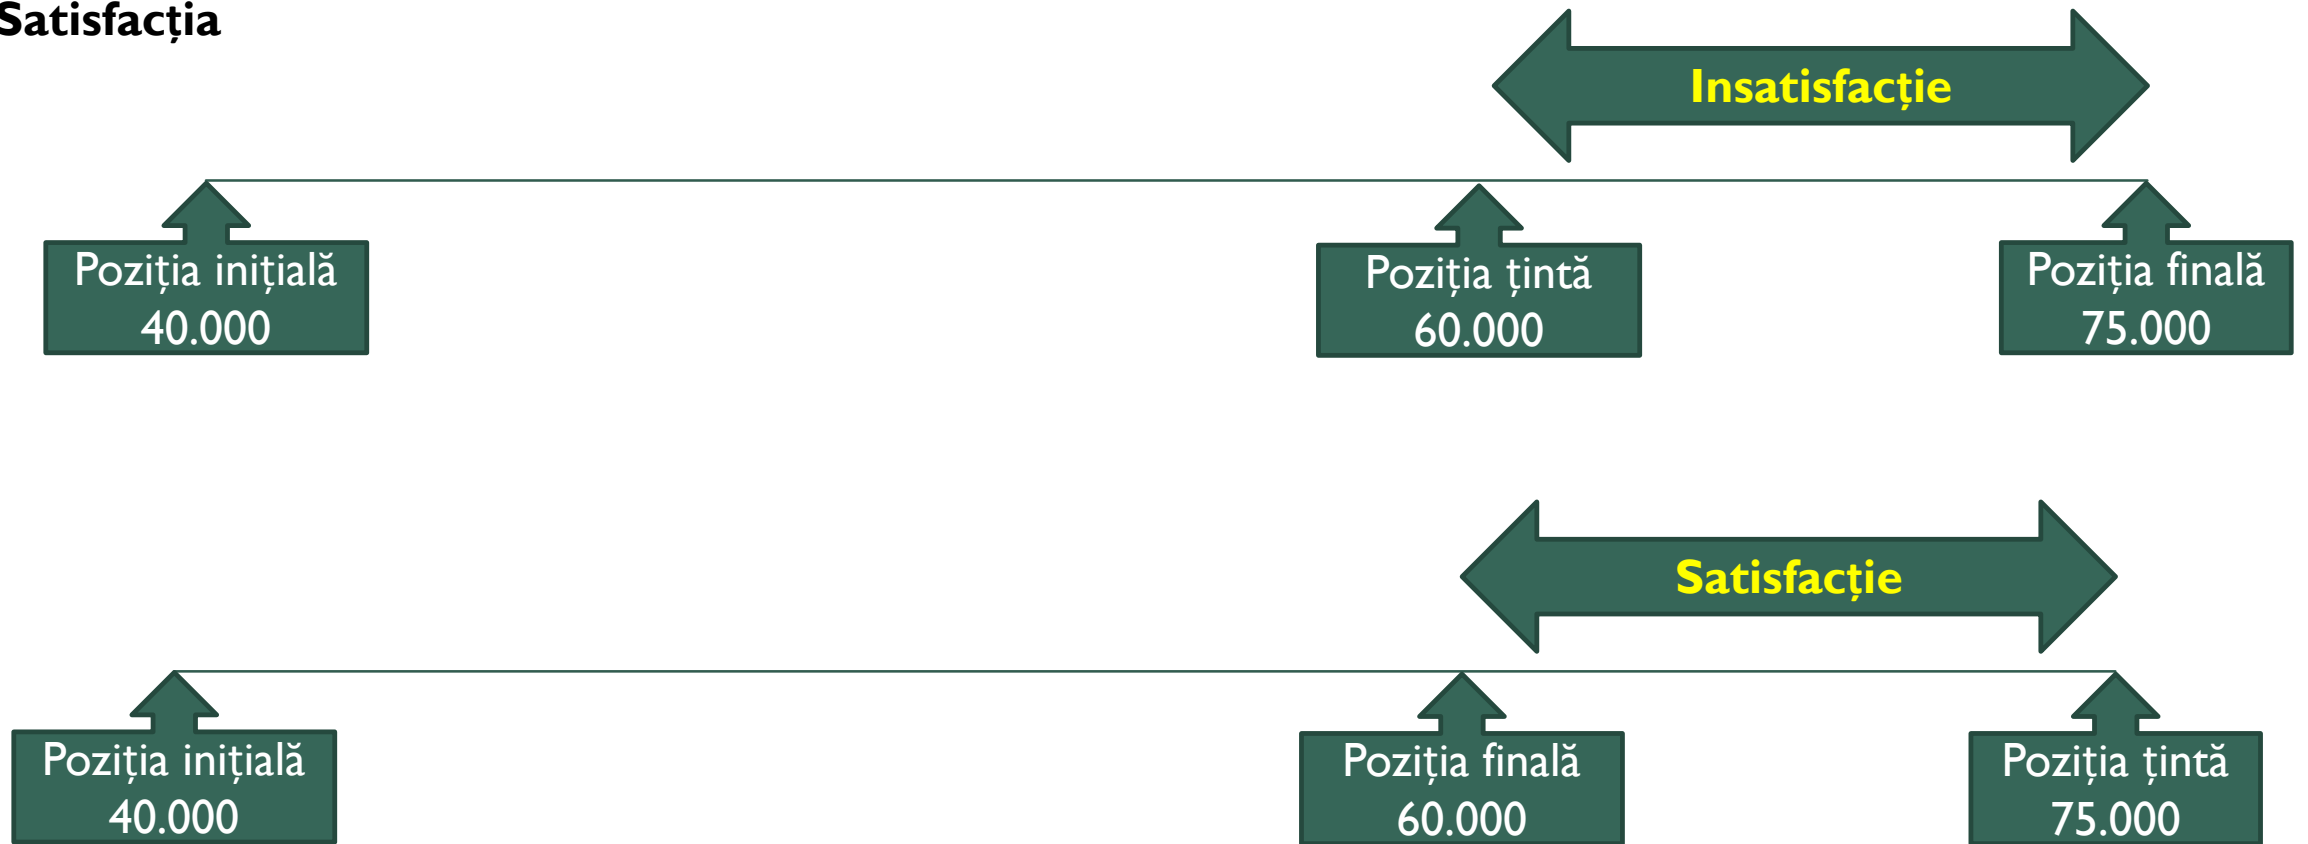 Satisfacția
Insatisfacție
Poziția inițială
40.000
Poziția țintă
60.000
Poziția finală
75.000
Satisfacție
Poziția inițială
40.000
Poziția finală
60.000
Poziția țintă
75.000